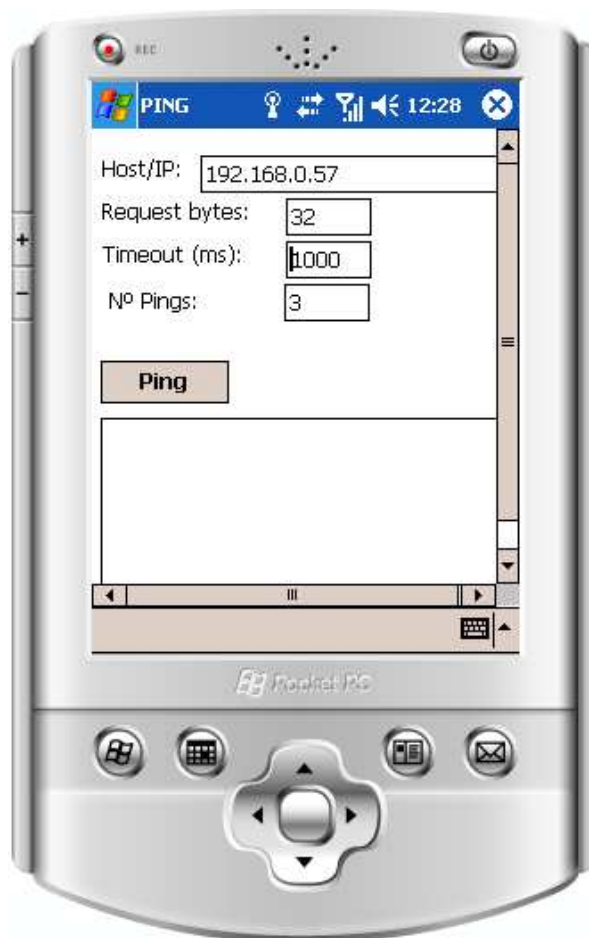 REC
PING 12:28
Host/IP: 192.168.0.57
Request bytes: 32
Timeout (ms): 1000
Nº Pings: 3
Ping
Pocket PC